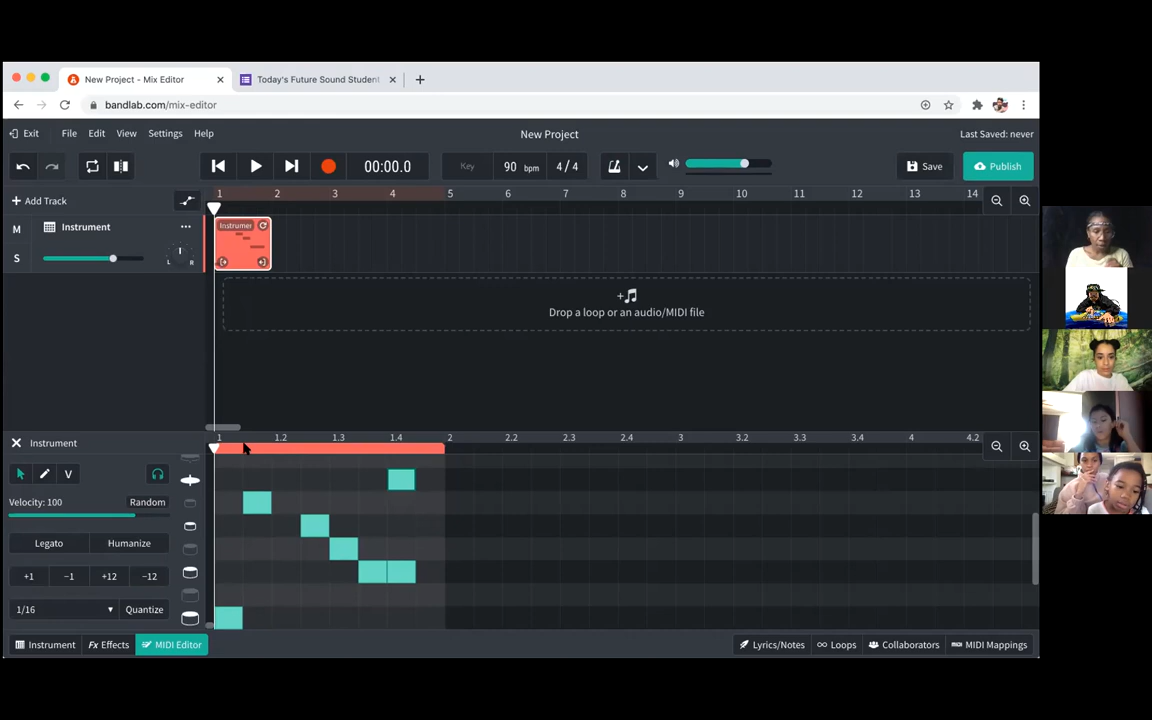 New Project - Mix Editor
Today's Future Sound Student
bandlab.com/mix-editor
Exit File Edit View Settings Help New Project Last Saved: never
00:00.0 Key 90 bpm 4 / 4 Save Publish
+ Add Track 1 2 3 4 5 6 7 8 9 10 11 12 13 14
M Instrument ... Instrumer
S L R
Drop a loop or an audio/MIDI file
Instrument 1 1.2 1.3 1.4 2 2.2 2.3 2.4 3 3.2 3.3 3.4 4 4.2
V
Velocity: 100 Random
Legato Humanize
+1 −1 +12 −12
1/16 Quantize
Instrument Fx Effects MIDI Editor Lyrics/Notes Loops Collaborators MIDI Mappings